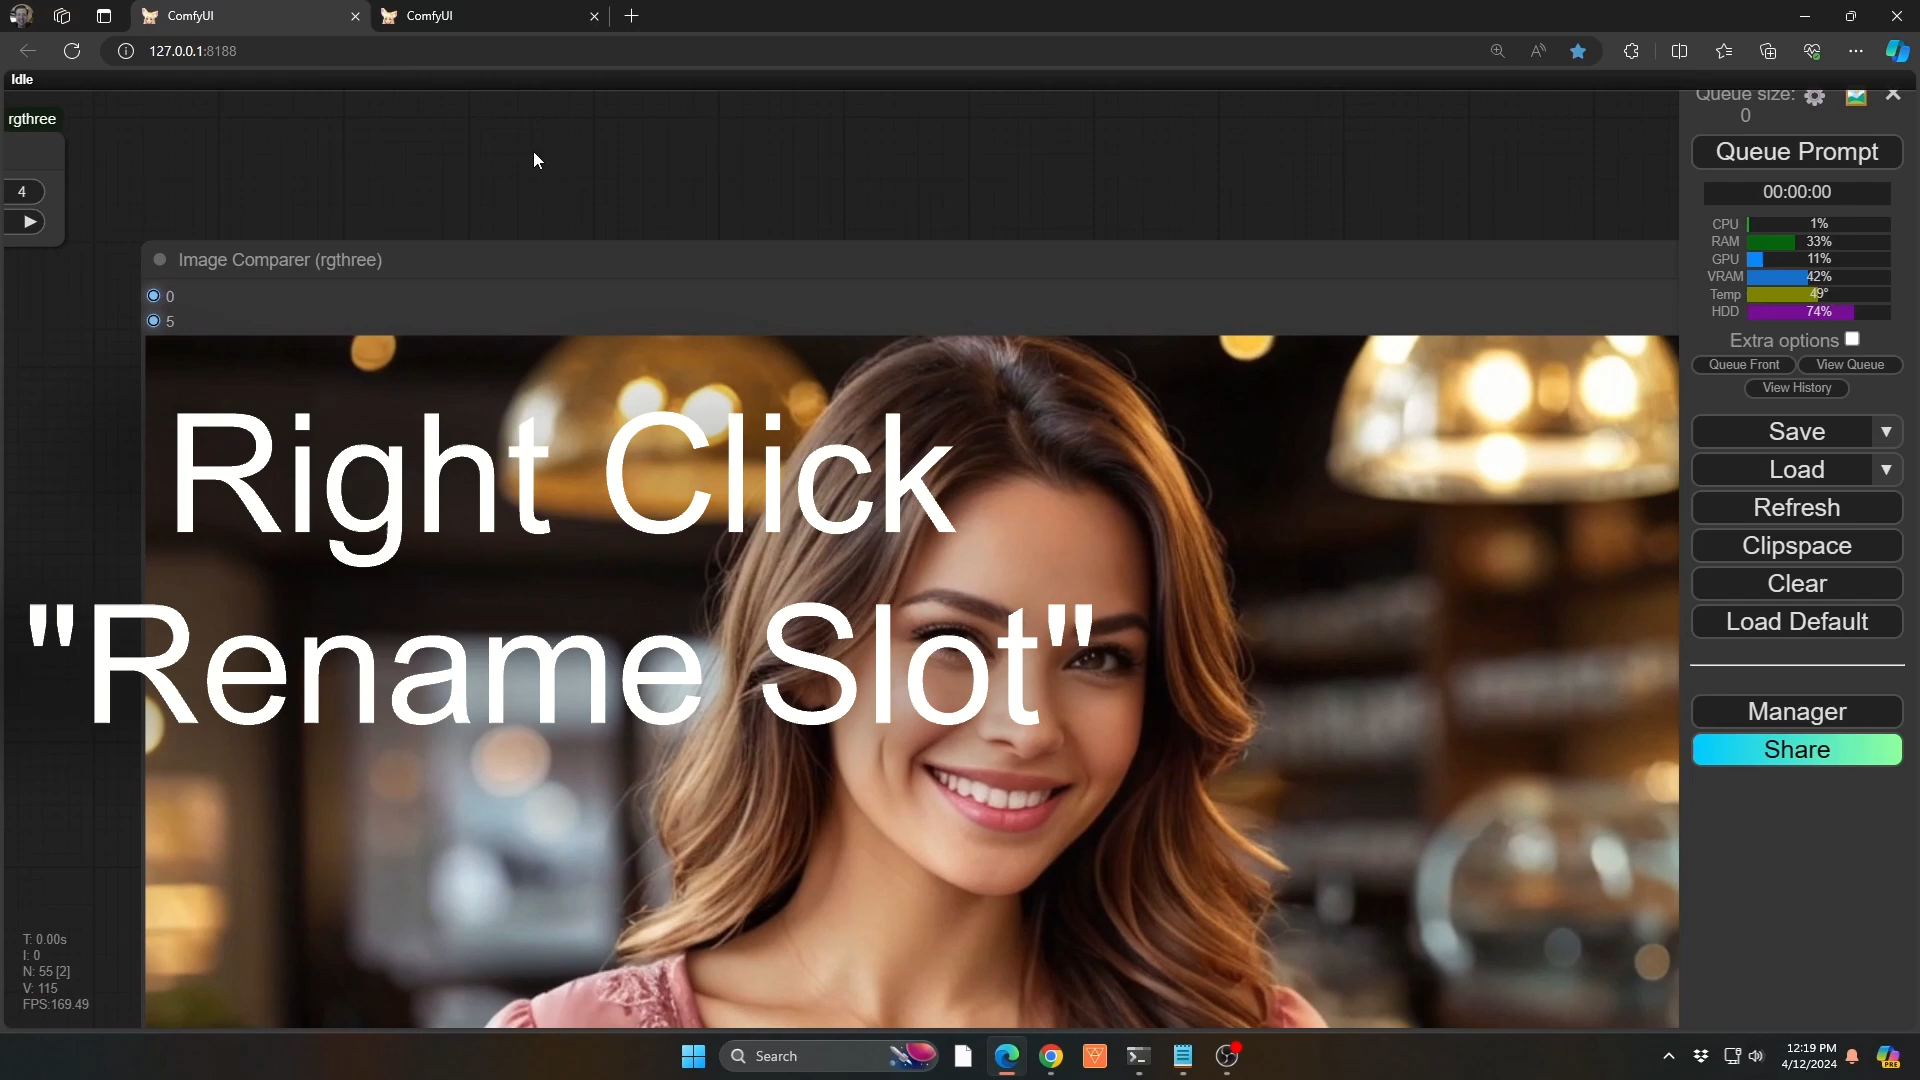 ComfyUI
ComfyUI
127.0.0.1:8188
Idle
rgthree
4
Image Comparer (rgthree)
0
5
Right Click
"Rename Slot"
Queue size:
0
Queue Prompt
00:00:00
CPU 1%
RAM 33%
GPU 11%
VRAM 42%
Temp 49°
HDD 74%
Extra options
Queue Front
View Queue
View History
Save
Load
Refresh
Clipspace
Clear
Load Default
Manager
Share
T: 0.00s
I: 0
N: 55 [2]
V: 115
FPS:169.49
Search
12:19 PM
4/12/2024
PRE